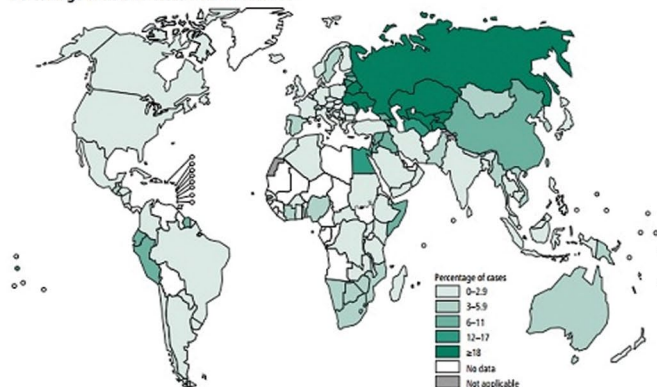 Percentage of cases
0–2.9
3–5.9
6–11
12–17
≥18
No data
Not applicable